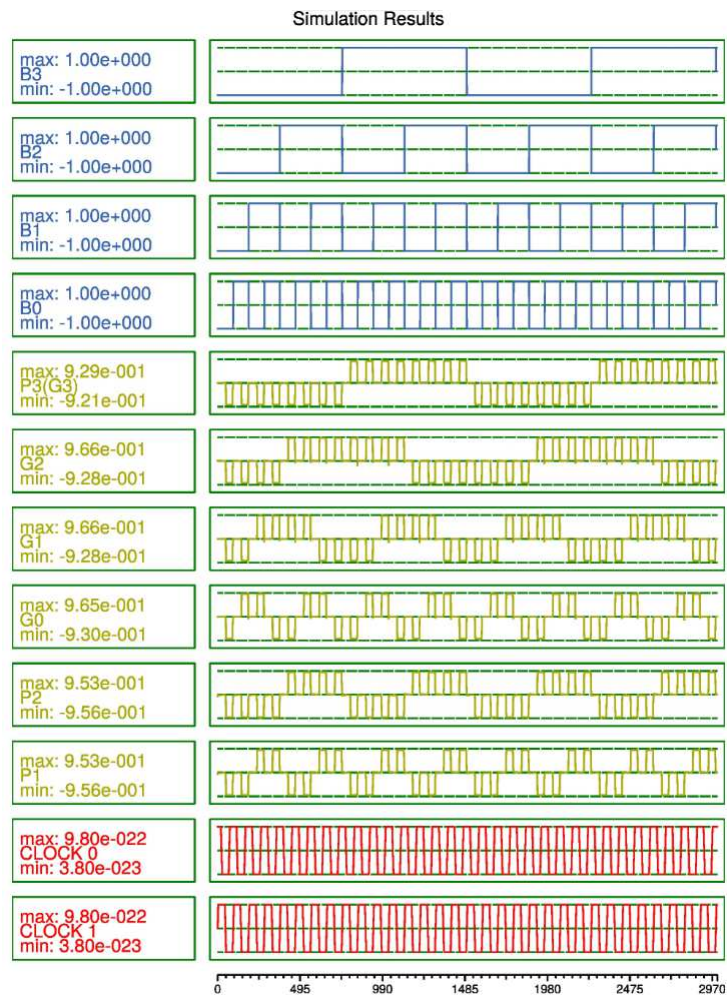 Simulation Results
max: 1.00e+000
B3
min: -1.00e+000
max: 1.00e+000
B2
min: -1.00e+000
max: 1.00e+000
B1
min: -1.00e+000
max: 1.00e+000
B0
min: -1.00e+000
max: 9.29e-001
P3(G3)
min: -9.21e-001
max: 9.66e-001
G2
min: -9.28e-001
max: 9.66e-001
G1
min: -9.28e-001
max: 9.65e-001
G0
min: -9.30e-001
max: 9.53e-001
P2
min: -9.56e-001
max: 9.53e-001
P1
min: -9.56e-001
max: 9.80e-022
CLOCK 0
min: 3.80e-023
max: 9.80e-022
CLOCK 1
min: 3.80e-023
0 495 990 1485 1980 2475 2970